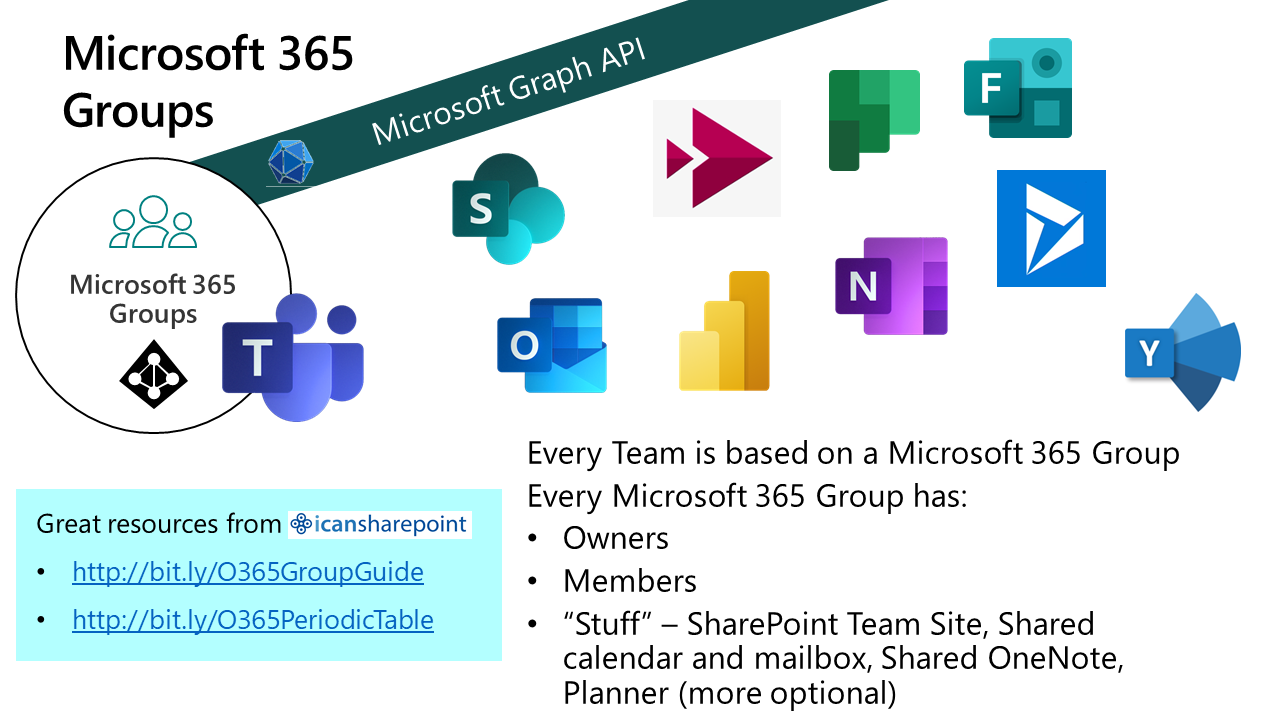 Microsoft 365
Groups
Microsoft Graph API
Microsoft 365
Groups
T
S
O
N
F
Y
Every Team is based on a Microsoft 365 Group
Every Microsoft 365 Group has:
• Owners
• Members
• “Stuff” – SharePoint Team Site, Shared
calendar and mailbox, Shared OneNote,
Planner (more optional)
Great resources from icansharepoint
• http://bit.ly/O365GroupGuide
• http://bit.ly/O365PeriodicTable